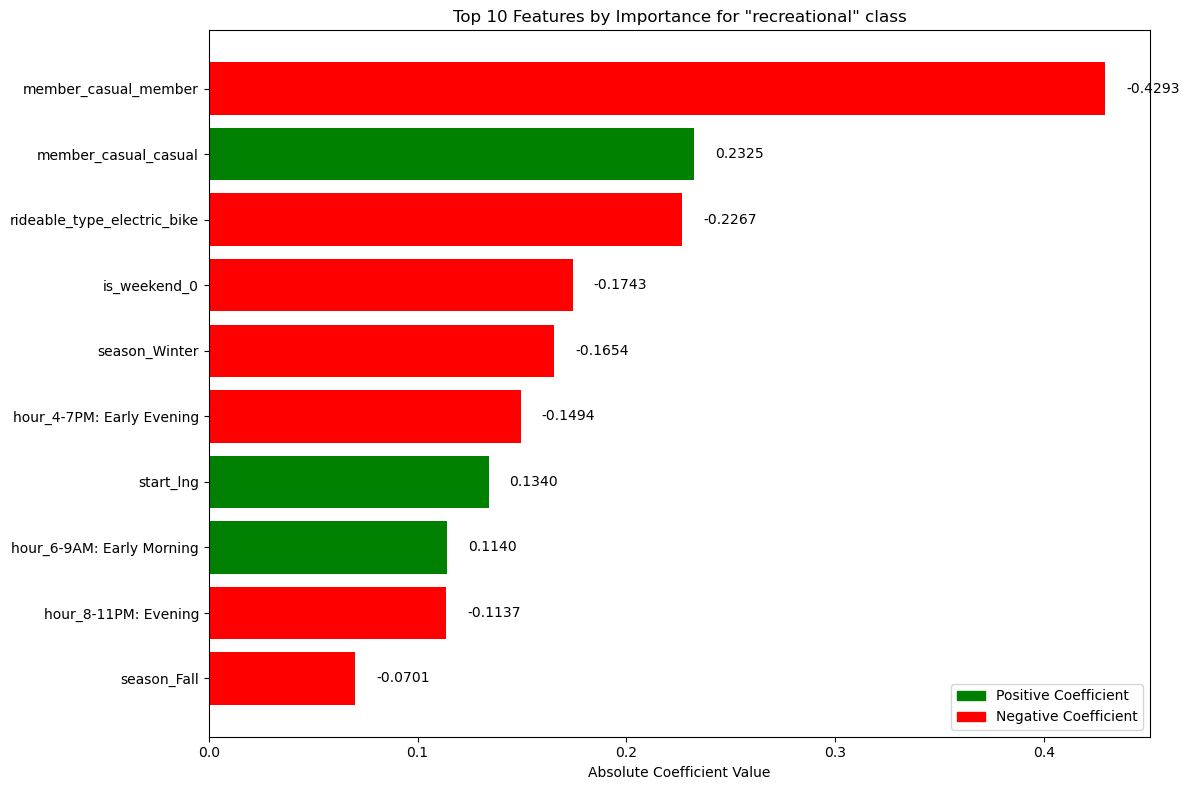 Top 10 Features by Importance for "recreational" class
member_casual_member
-0.4293
member_casual_casual
0.2325
rideable_type_electric_bike
-0.2267
is_weekend_0
-0.1743
season_Winter
-0.1654
hour_4-7PM: Early Evening
-0.1494
start_lng
0.1340
hour_6-9AM: Early Morning
0.1140
hour_8-11PM: Evening
-0.1137
season_Fall
-0.0701
Positive Coefficient
Negative Coefficient
0.0 0.1 0.2 0.3 0.4
Absolute Coefficient Value